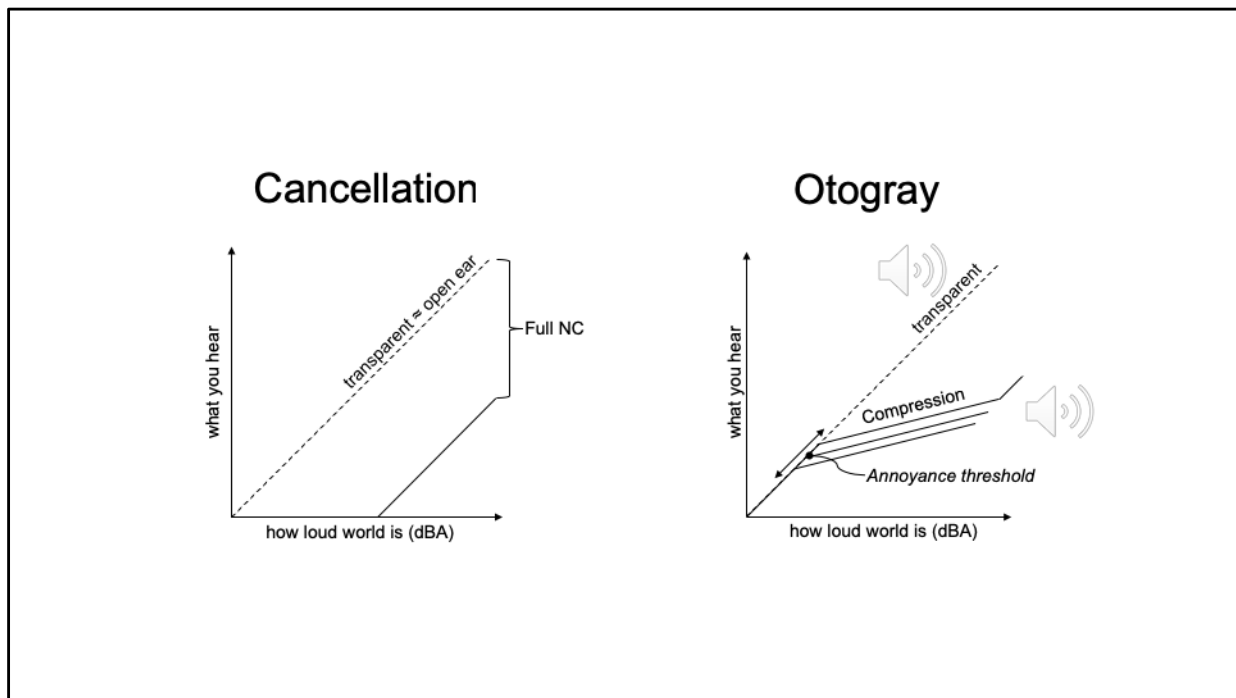 Cancellation
what you hear
transparent ≈ open ear
Full NC
how loud world is (dBA)
Otogray
what you hear
transparent
Compression
Annoyance threshold
how loud world is (dBA)